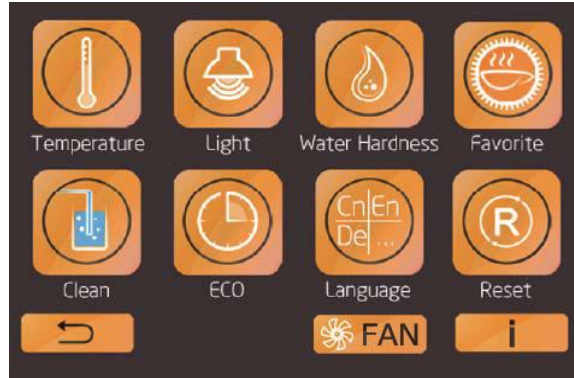 Temperature Light Water Hardness Favorite
Cn En
De ... R
Clean ECO Language Reset
FAN i